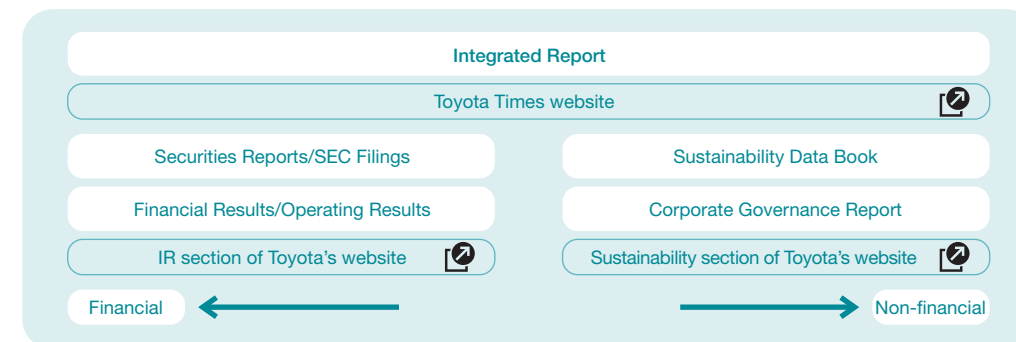 Integrated Report
Toyota Times website
Securities Reports/SEC Filings
Sustainability Data Book
Financial Results/Operating Results
Corporate Governance Report
IR section of Toyota’s website
Sustainability section of Toyota’s website
Financial
Non-financial